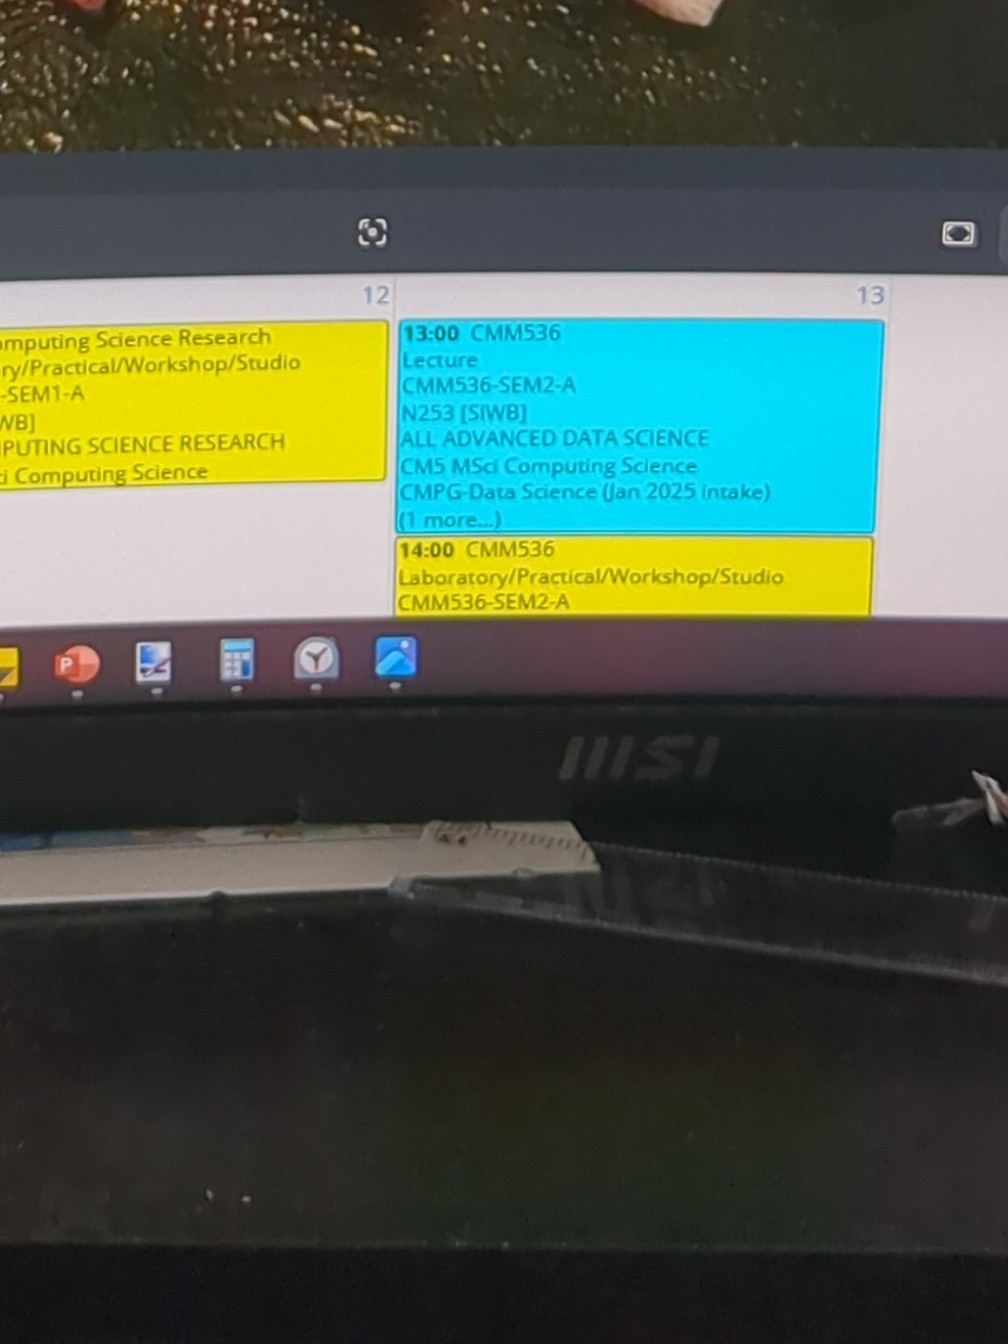 12
omputing Science Research
ry/Practical/Workshop/Studio
-SEM1-A
WB]
PUTING SCIENCE RESEARCH
i Computing Science
13
13:00 CMM536
Lecture
CMM536-SEM2-A
N253 [SIWB]
ALL ADVANCED DATA SCIENCE
CM5 MSci Computing Science
CMPG-Data Science (Jan 2025 intake)
(1 more...)
14:00 CMM536
Laboratory/Practical/Workshop/Studio
CMM536-SEM2-A
P
msi